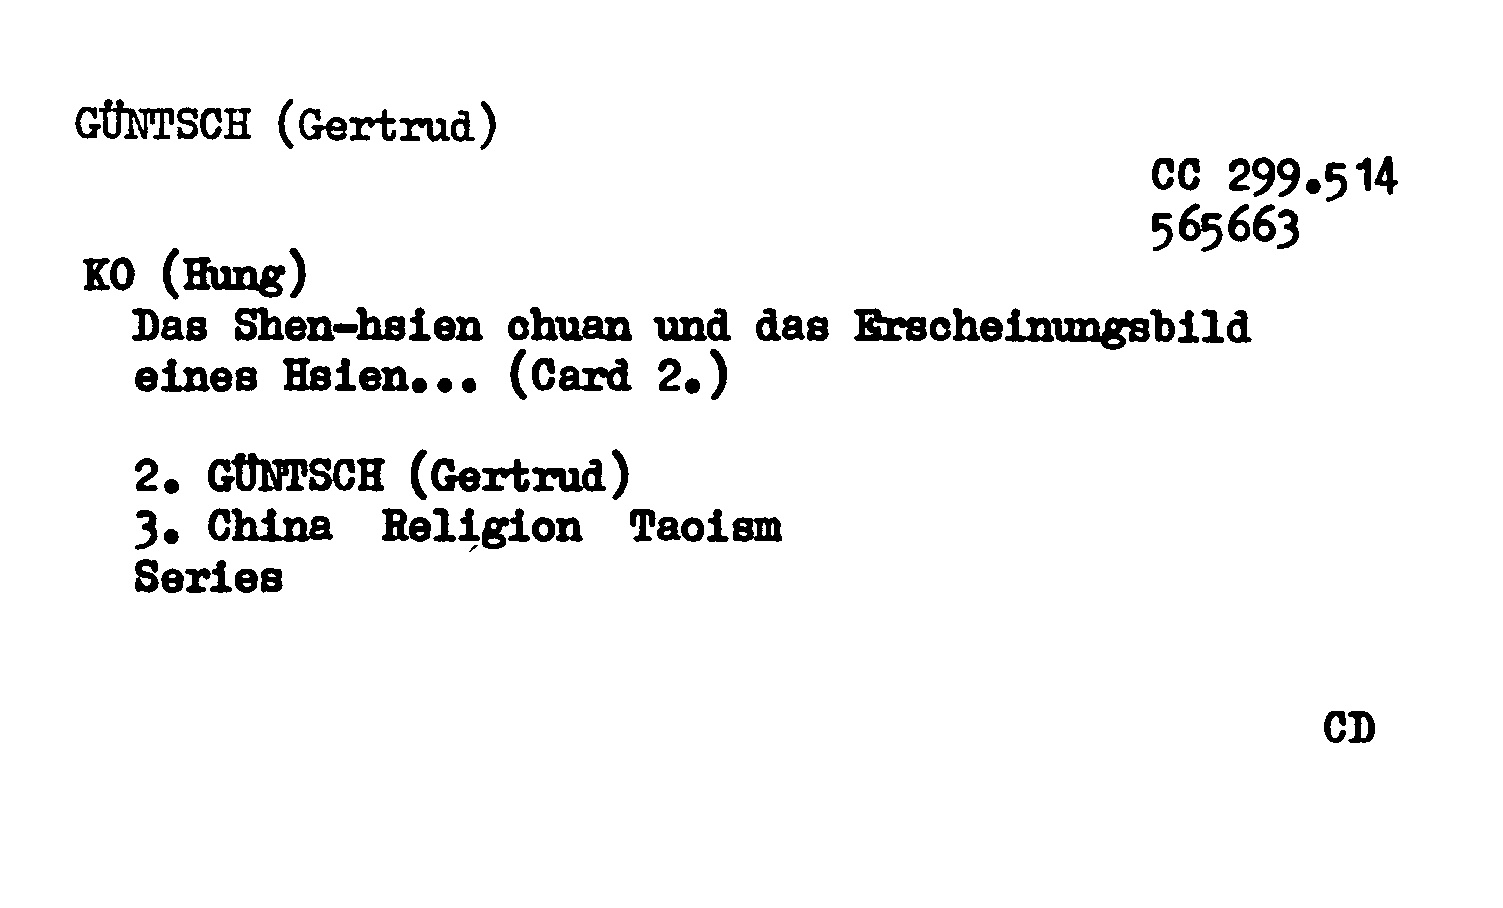 GÜNTSCH (Gertrud)
CC 299.514
565663
KO (Hung)
Das Shen-hsien chuan und das Erscheinungsbild
eines Hsien... (Card 2.)
2. GÜNTSCH (Gertrud)
3. China Religion Taoism
Series
CD